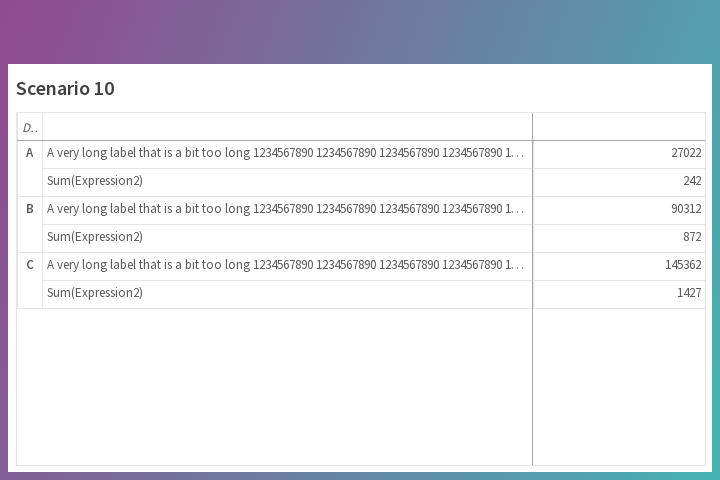 Scenario 10
D..
A A very long label that is a bit too long 1234567890 1234567890 1234567890 1234567890 1... 27022
Sum(Expression2) 242
B A very long label that is a bit too long 1234567890 1234567890 1234567890 1234567890 1... 90312
Sum(Expression2) 872
C A very long label that is a bit too long 1234567890 1234567890 1234567890 1234567890 1... 145362
Sum(Expression2) 1427